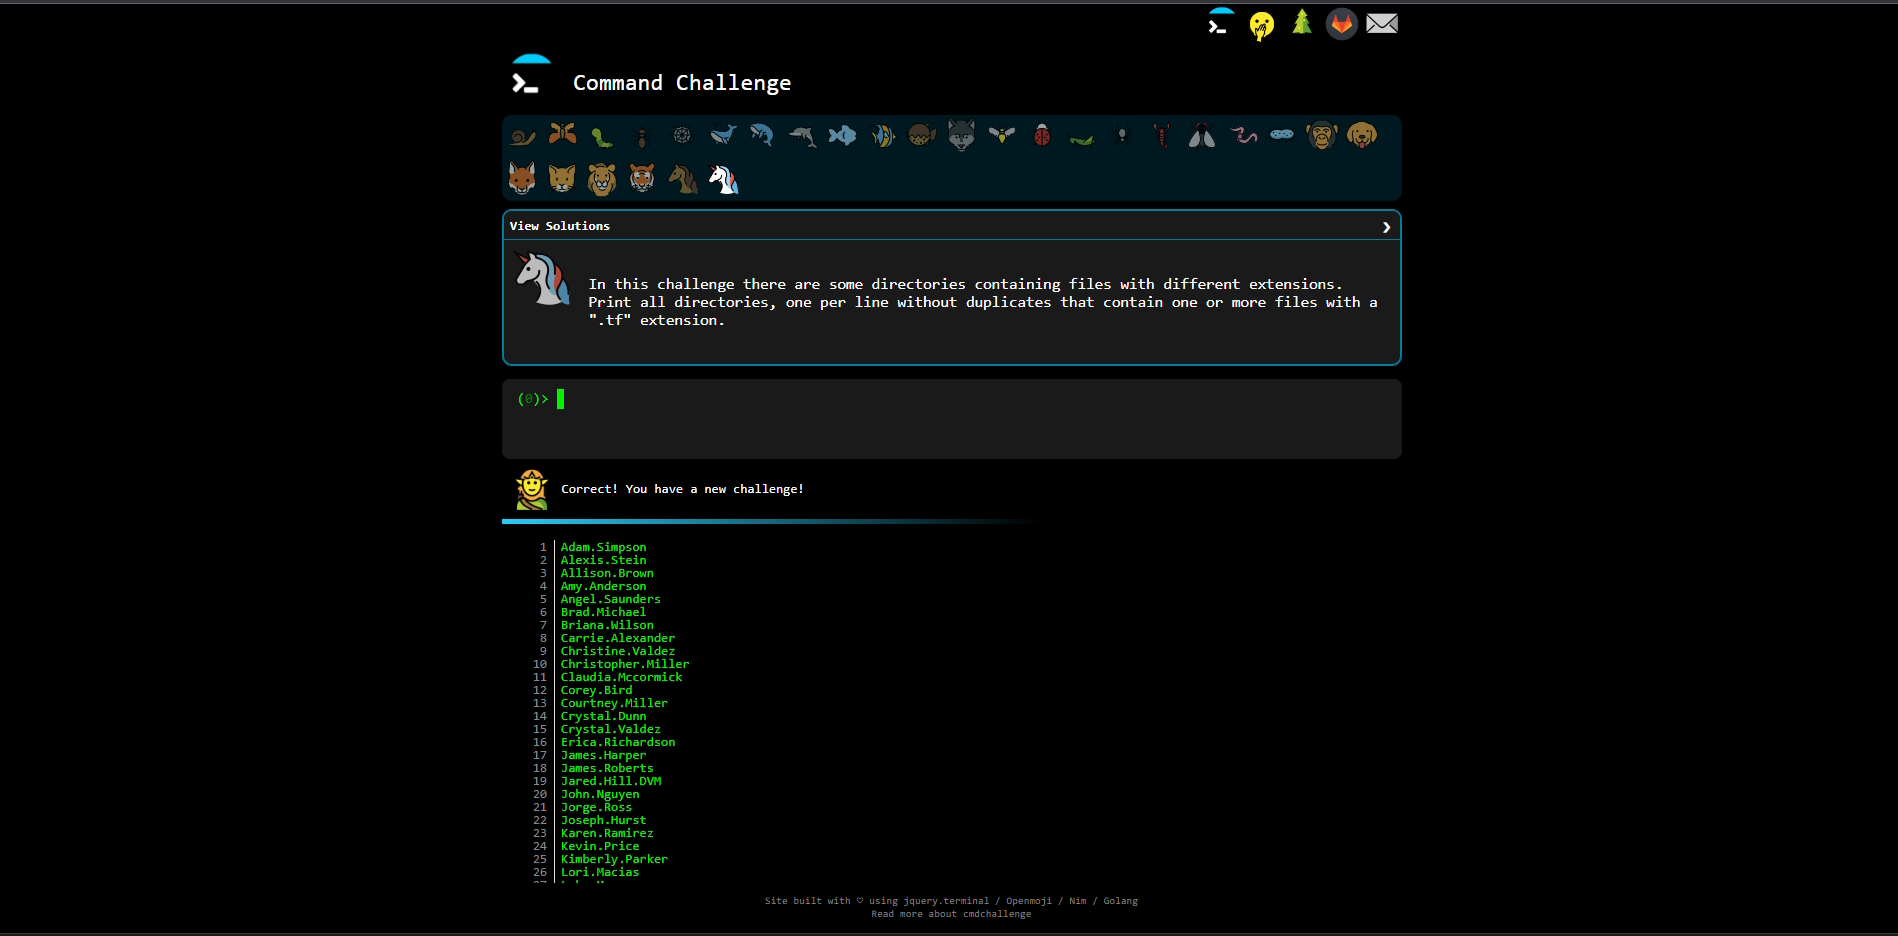 Command Challenge
View Solutions
In this challenge there are some directories containing files with different extensions.
Print all directories, one per line without duplicates that contain one or more files with a
".tf" extension.
(0)>
Correct! You have a new challenge!
1 Adam.Simpson
2 Alexis.Stein
3 Allison.Brown
4 Amy.Anderson
5 Angel.Saunders
6 Brad.Michael
7 Briana.Wilson
8 Carrie.Alexander
9 Christine.Valdez
10 Christopher.Miller
11 Claudia.Mccormick
12 Corey.Bird
13 Courtney.Miller
14 Crystal.Dunn
15 Crystal.Valdez
16 Erica.Richardson
17 James.Harper
18 James.Roberts
19 Jared.Hill.DVM
20 John.Nguyen
21 Jorge.Ross
22 Joseph.Hurst
23 Karen.Ramirez
24 Kevin.Price
25 Kimberly.Parker
26 Lori.Macias
Site built with ♡ using jquery.terminal / Openmoji / Nim / Golang
Read more about cmdchallenge